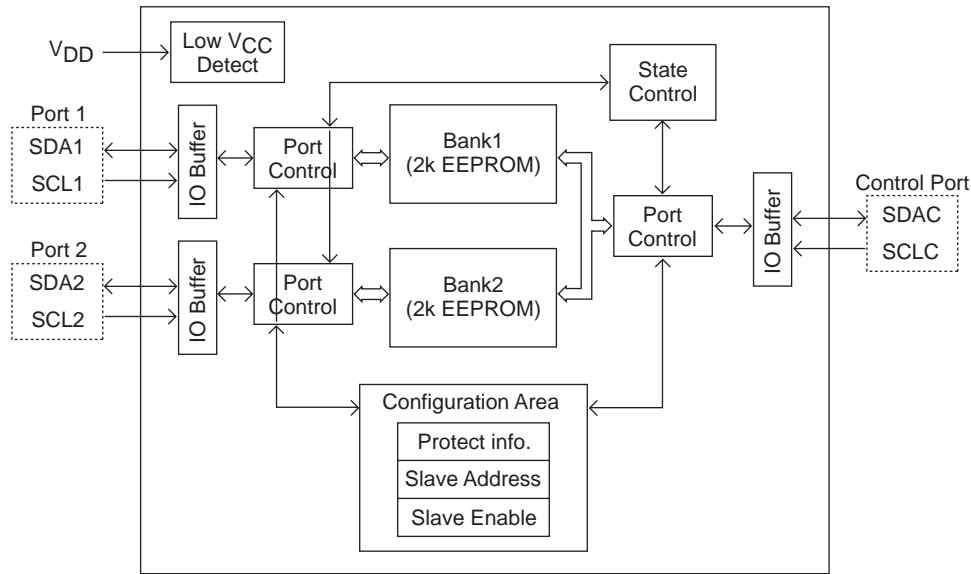 VDD
Low VCC
Detect
State
Control
Port 1
SDA1
SCL1
IO Buffer
Port
Control
Bank1
(2k EEPROM)
Port
Control
IO Buffer
Control Port
SDAC
SCLC
Port 2
SDA2
SCL2
IO Buffer
Port
Control
Bank2
(2k EEPROM)
Configuration Area
Protect info.
Slave Address
Slave Enable